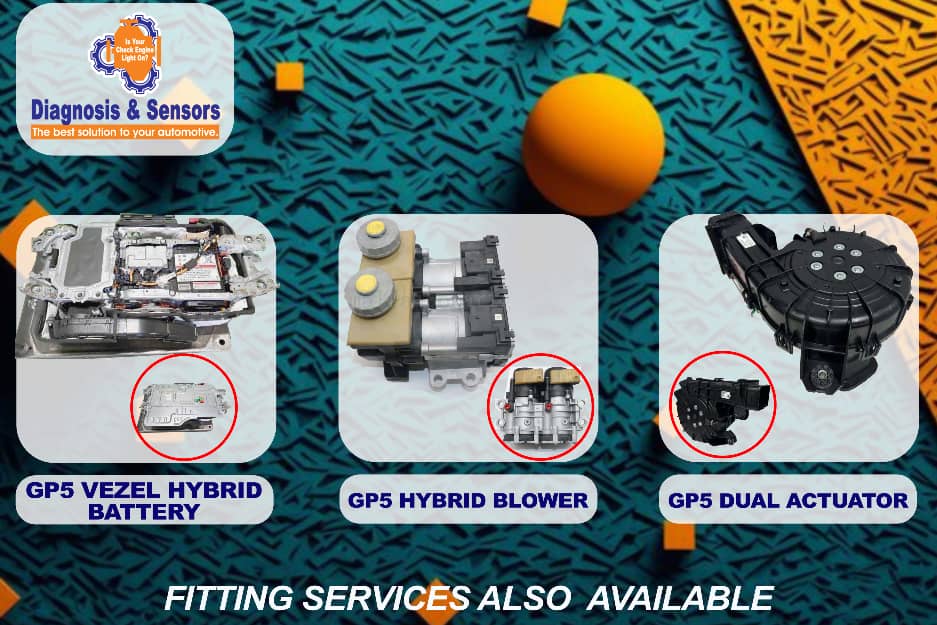 Is Your
Check Engine
Light On?
Diagnosis & Sensors
The best solution to your automotive.
GP5 VEZEL HYBRID
BATTERY
GP5 HYBRID BLOWER
GP5 DUAL ACTUATOR
FITTING SERVICES ALSO AVAILABLE